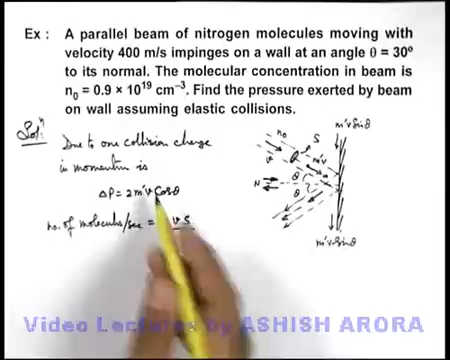 Ex : A parallel beam of nitrogen molecules moving with
velocity 400 m/s impinges on a wall at an angle θ = 30°
to its normal. The molecular concentration in beam is
n₀ = 0.9 × 10¹⁹ cm⁻³. Find the pressure exerted by beam
on wall assuming elastic collisions.
Solⁿ
Due to one collision change
in momentum is
ΔP = 2m'v Cosθ
no. of molecules/sec = v S
m'v Sinθ
n₀
S
v
m'v
θ
N
θ
m'v Sinθ
Video Lectures by ASHISH ARORA